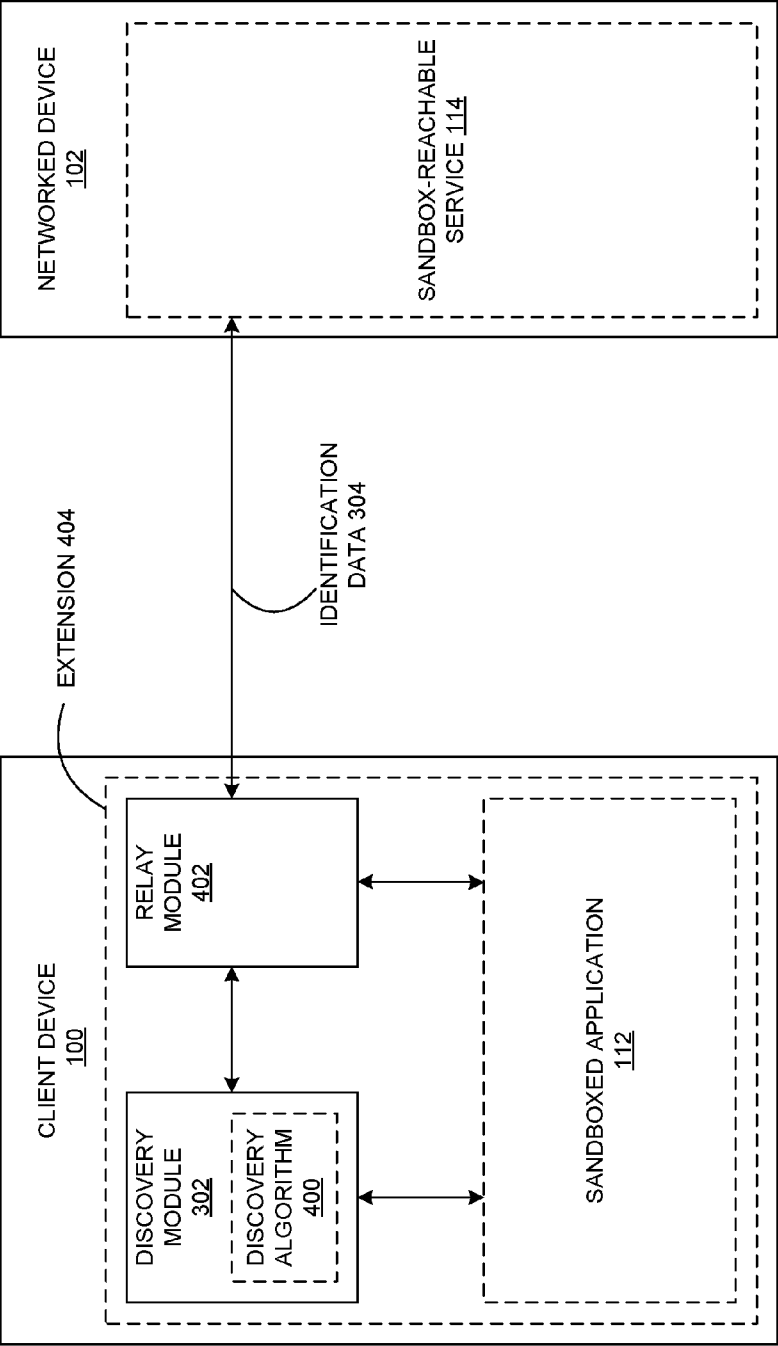 CLIENT DEVICE
100
DISCOVERY
MODULE
302
DISCOVERY
ALGORITHM
400
RELAY
MODULE
402
SANDBOXED APPLICATION
112
EXTENSION 404
IDENTIFICATION
DATA 304
NETWORKED DEVICE
102
SANDBOX-REACHABLE
SERVICE 114